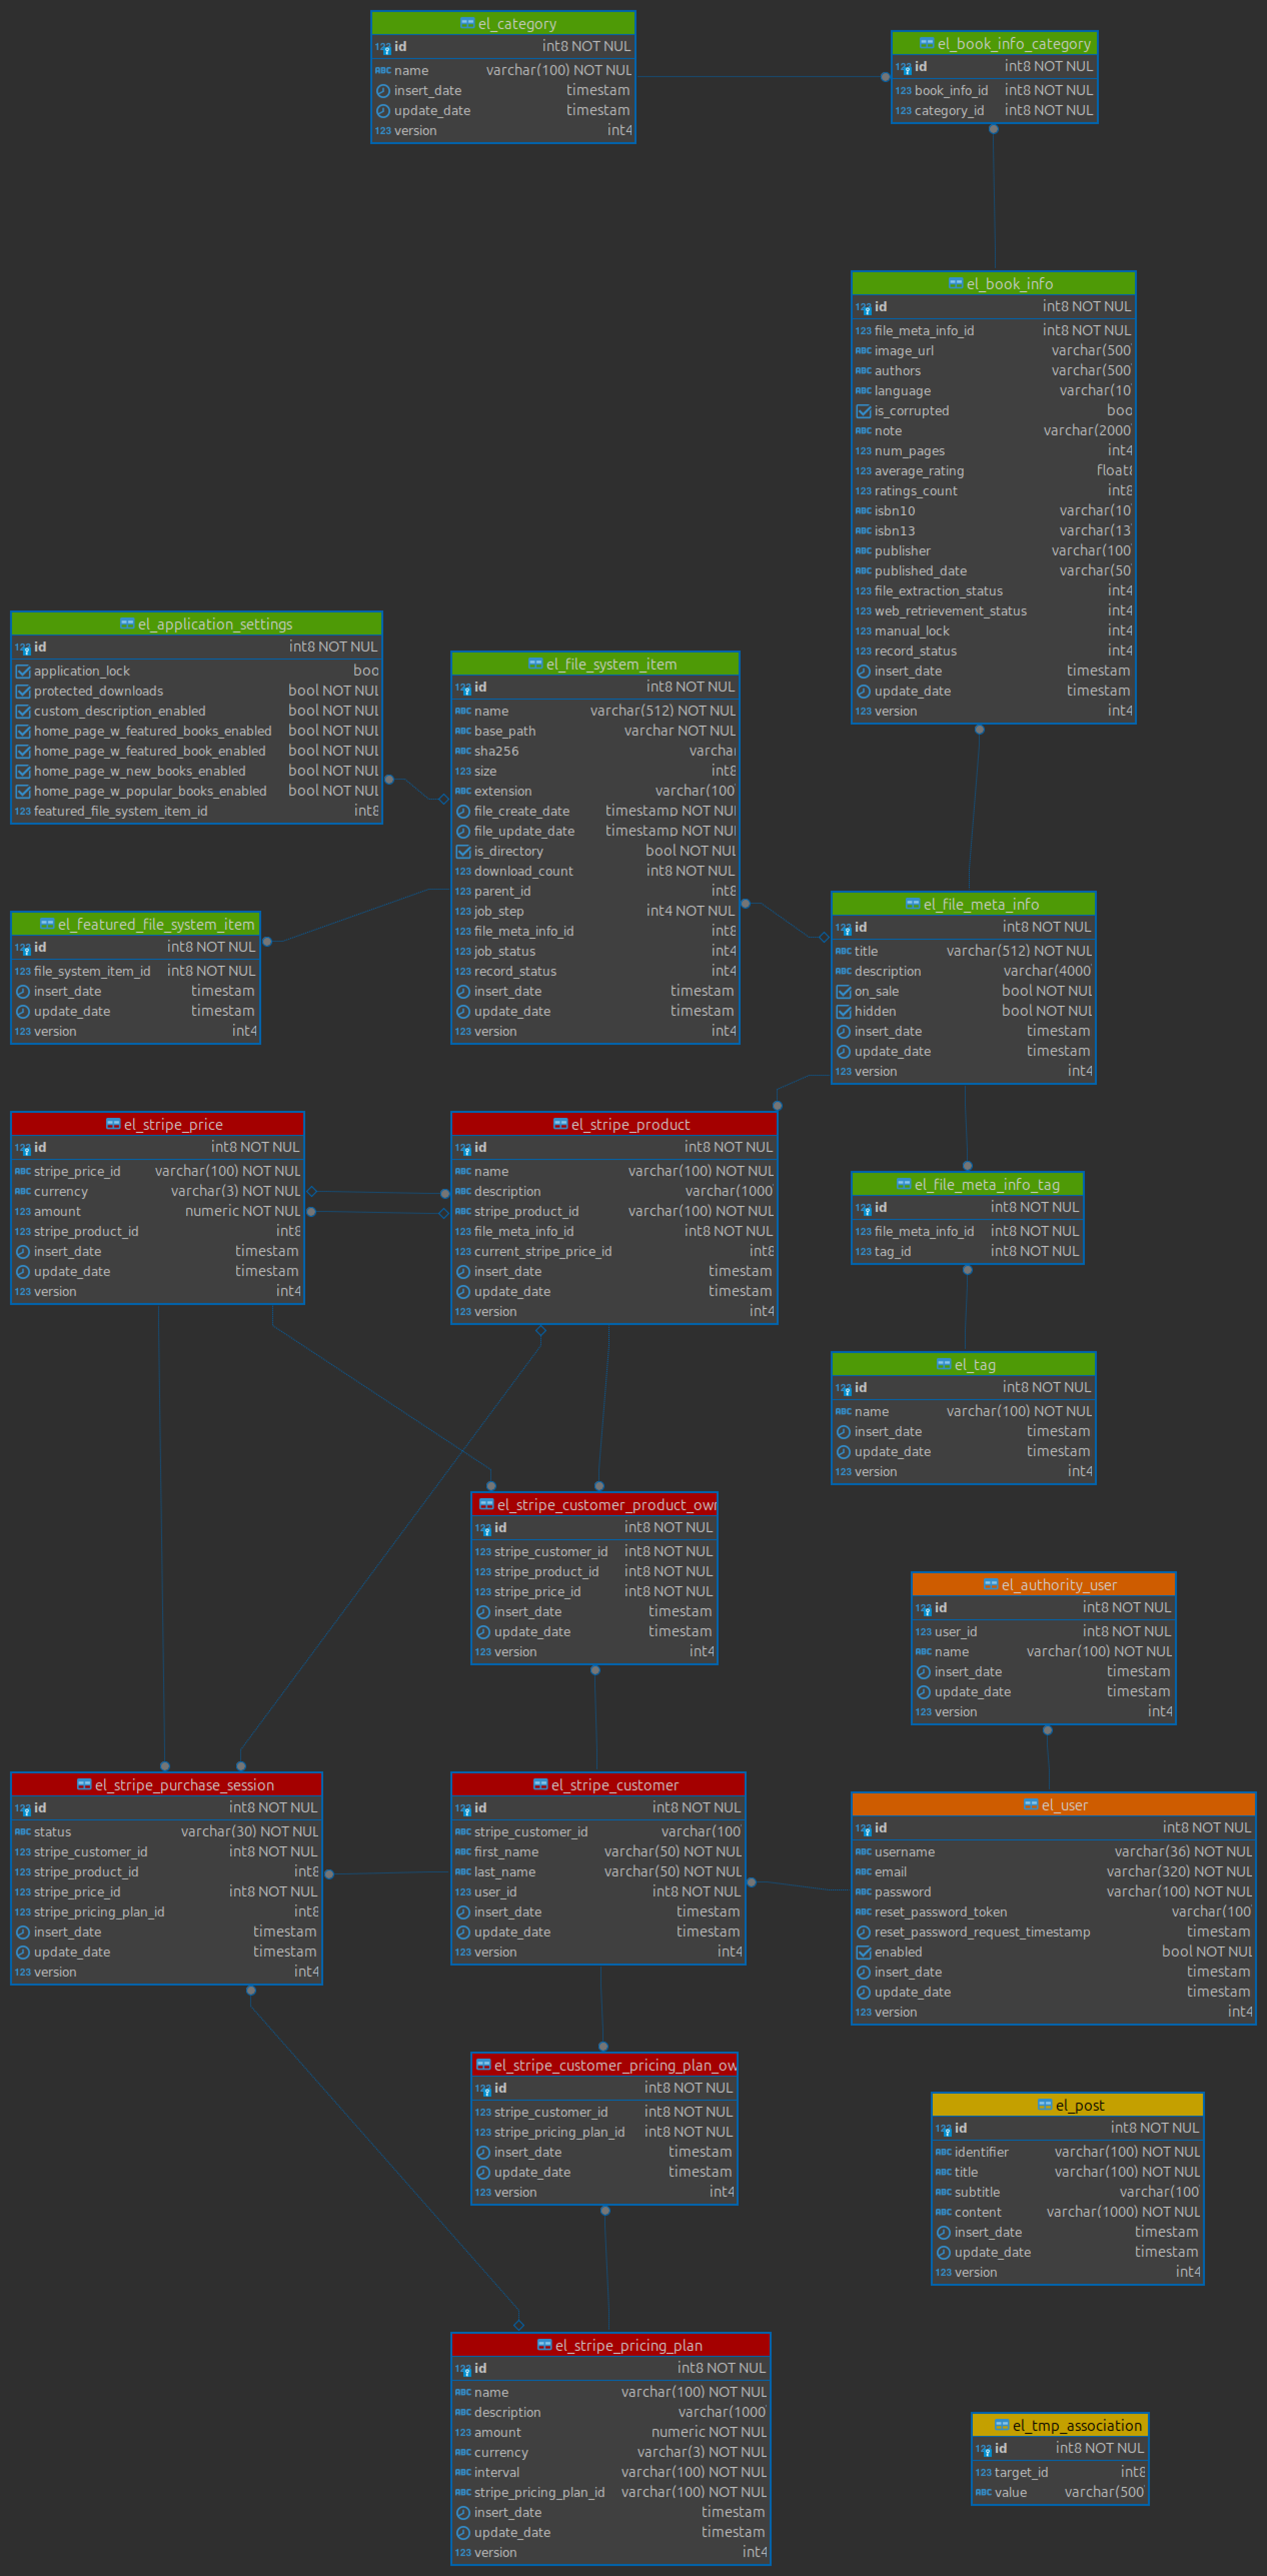 el_category
id int8 NOT NUL
name varchar(100) NOT NUL
insert_date timestam
update_date timestam
version int4
el_book_info_category
id int8 NOT NUL
book_info_id int8 NOT NUL
category_id int8 NOT NUL
el_book_info
id int8 NOT NUL
file_meta_info_id int8 NOT NUL
image_url varchar(500
authors varchar(500
language varchar(10
is_corrupted boo
note varchar(2000
num_pages int4
average_rating float8
ratings_count int8
isbn10 varchar(10
isbn13 varchar(13
publisher varchar(100
published_date varchar(50
file_extraction_status int4
web_retrievement_status int4
manual_lock int4
record_status int4
insert_date timestam
update_date timestam
version int4
el_application_settings
id int8 NOT NUL
application_lock boo
protected_downloads bool NOT NUL
custom_description_enabled bool NOT NUL
home_page_w_featured_books_enabled bool NOT NUL
home_page_w_featured_book_enabled bool NOT NUL
home_page_w_new_books_enabled bool NOT NUL
home_page_w_popular_books_enabled bool NOT NUL
featured_file_system_item_id int8
el_file_system_item
id int8 NOT NUL
name varchar(512) NOT NUL
base_path varchar NOT NUL
sha256 varchar
size int8
extension varchar(100
file_create_date timestamp NOT NUL
file_update_date timestamp NOT NUL
is_directory bool NOT NUL
download_count int8 NOT NUL
parent_id int8
job_step int4 NOT NUL
file_meta_info_id int8
job_status int4
record_status int4
insert_date timestam
update_date timestam
version int4
el_featured_file_system_item
id int8 NOT NUL
file_system_item_id int8 NOT NUL
insert_date timestam
update_date timestam
version int4
el_file_meta_info
id int8 NOT NUL
title varchar(512) NOT NUL
description varchar(4000
on_sale bool NOT NUL
hidden bool NOT NUL
insert_date timestam
update_date timestam
version int4
el_stripe_price
id int8 NOT NUL
stripe_price_id varchar(100) NOT NUL
currency varchar(3) NOT NUL
amount numeric NOT NUL
stripe_product_id int8
insert_date timestam
update_date timestam
version int4
el_stripe_product
id int8 NOT NUL
name varchar(100) NOT NUL
description varchar(1000
stripe_product_id varchar(100) NOT NUL
file_meta_info_id int8 NOT NUL
current_stripe_price_id int8
insert_date timestam
update_date timestam
version int4
el_file_meta_info_tag
id int8 NOT NUL
file_meta_info_id int8 NOT NUL
tag_id int8 NOT NUL
el_tag
id int8 NOT NUL
name varchar(100) NOT NUL
insert_date timestam
update_date timestam
version int4
el_stripe_customer_product_own
id int8 NOT NUL
stripe_customer_id int8 NOT NUL
stripe_product_id int8 NOT NUL
stripe_price_id int8 NOT NUL
insert_date timestam
update_date timestam
version int4
el_authority_user
id int8 NOT NUL
user_id int8 NOT NUL
name varchar(100) NOT NUL
insert_date timestam
update_date timestam
version int4
el_stripe_purchase_session
id int8 NOT NUL
status varchar(30) NOT NUL
stripe_customer_id int8 NOT NUL
stripe_product_id int8
stripe_price_id int8 NOT NUL
stripe_pricing_plan_id int8
insert_date timestam
update_date timestam
version int4
el_stripe_customer
id int8 NOT NUL
stripe_customer_id varchar(100
first_name varchar(50) NOT NUL
last_name varchar(50) NOT NUL
user_id int8 NOT NUL
insert_date timestam
update_date timestam
version int4
el_user
id int8 NOT NUL
username varchar(36) NOT NUL
email varchar(320) NOT NUL
password varchar(100) NOT NUL
reset_password_token varchar(100
reset_password_request_timestamp timestam
enabled bool NOT NUL
insert_date timestam
update_date timestam
version int4
el_stripe_customer_pricing_plan_ow
id int8 NOT NUL
stripe_customer_id int8 NOT NUL
stripe_pricing_plan_id int8 NOT NUL
insert_date timestam
update_date timestam
version int4
el_post
id int8 NOT NUL
identifier varchar(100) NOT NUL
title varchar(100) NOT NUL
subtitle varchar(100
content varchar(1000) NOT NUL
insert_date timestam
update_date timestam
version int4
el_stripe_pricing_plan
id int8 NOT NUL
name varchar(100) NOT NUL
description varchar(1000
amount numeric NOT NUL
currency varchar(3) NOT NUL
interval varchar(100) NOT NUL
stripe_pricing_plan_id varchar(100) NOT NUL
insert_date timestam
update_date timestam
version int4
el_tmp_association
id int8 NOT NUL
target_id int8
value varchar(500